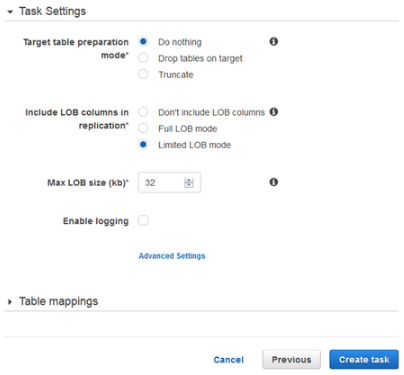 Task Settings
Target table preparation mode*
Do nothing
Drop tables on target
Truncate
Include LOB columns in replication*
Don't include LOB columns
Full LOB mode
Limited LOB mode
Max LOB size (kb)*
32
Enable logging
Advanced Settings
Table mappings
Cancel
Previous
Create task